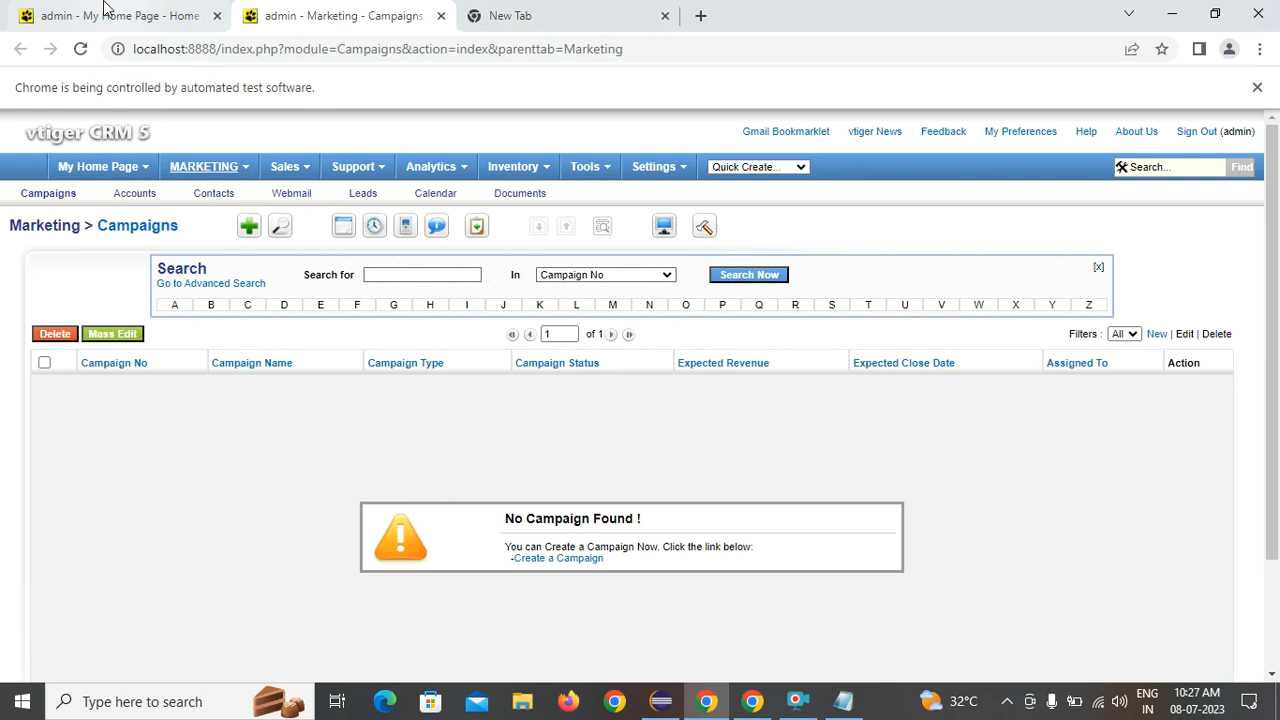 admin - My Home Page - Home
admin - Marketing - Campaigns
New Tab
localhost:8888/index.php?module=Campaigns&action=index&parenttab=Marketing
Chrome is being controlled by automated test software.
vtiger CRM 5
Gmail Bookmarklet vtiger News Feedback My Preferences Help About Us Sign Out (admin)
My Home Page MARKETING Sales Support Analytics Inventory Tools Settings Quick Create... Search... Find
Campaigns Accounts Contacts Webmail Leads Calendar Documents
Marketing > Campaigns
Search
Go to Advanced Search
Search for In Campaign No Search Now [x]
A B C D E F G H I J K L M N O P Q R S T U V W X Y Z
Delete Mass Edit 1 of 1 Filters : All New | Edit | Delete
Campaign No Campaign Name Campaign Type Campaign Status Expected Revenue Expected Close Date Assigned To Action
No Campaign Found !
You can Create a Campaign Now. Click the link below:
-Create a Campaign
Type here to search
32°C
ENG
IN
10:27 AM
08-07-2023